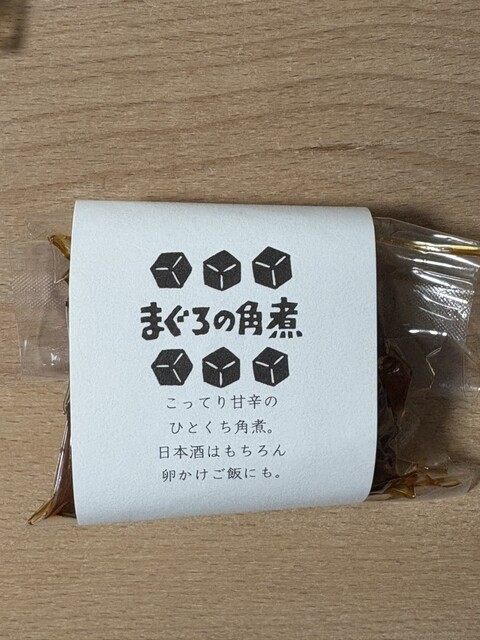 まぐろの角煮
こってり甘辛の
ひとくち角煮。
日本酒はもちろん
卵かけご飯にも。